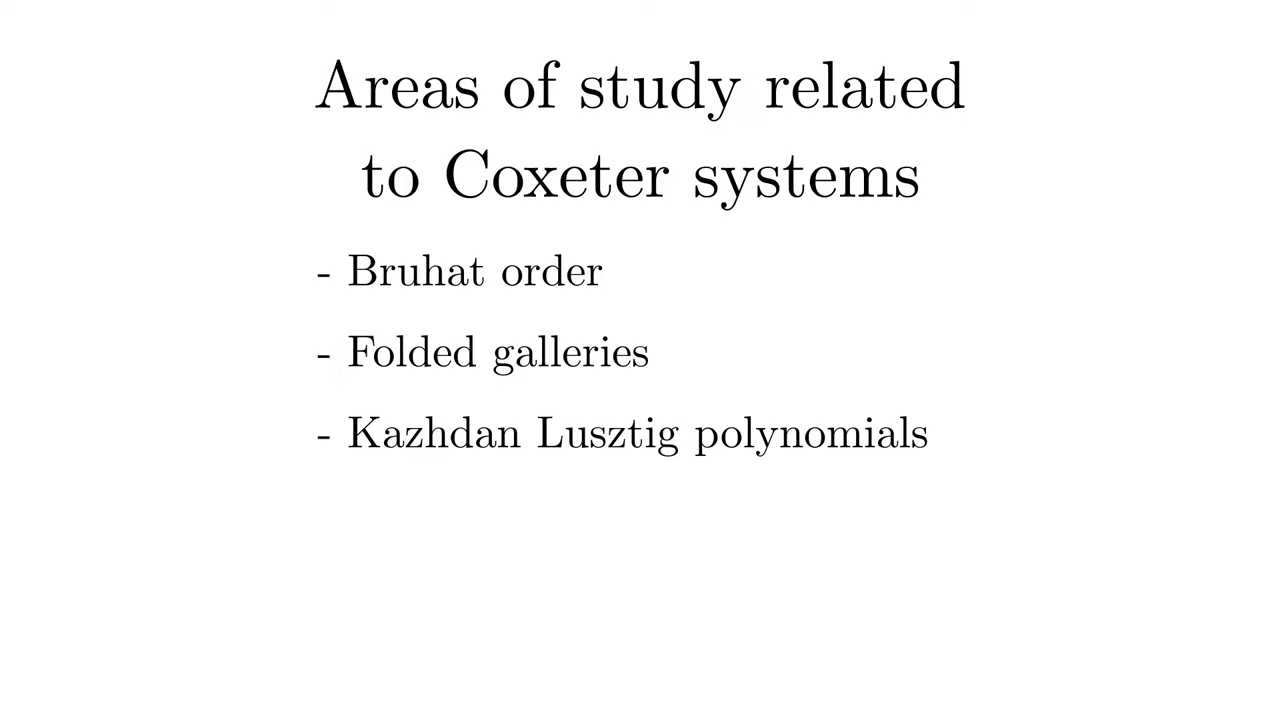 Areas of study related
to Coxeter systems
- Bruhat order
- Folded galleries
- Kazhdan Lusztig polynomials